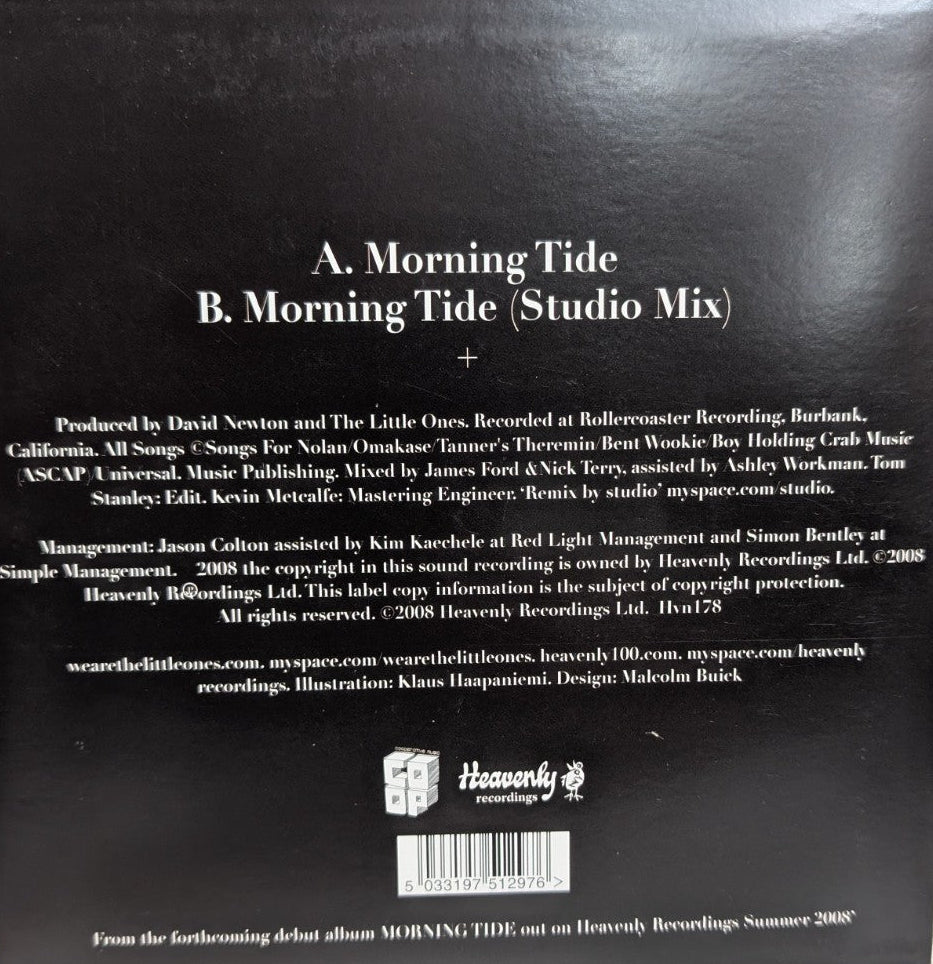 A. Morning Tide
B. Morning Tide (Studio Mix)
+
Produced by David Newton and The Little Ones. Recorded at Rollercoaster Recording, Burbank,
California. All Songs ©Songs For Nolan/Omakase/Tanner's Theremin/Bent Wookie/Boy Holding Crab Music
(ASCAP)/Universal. Music Publishing. Mixed by James Ford & Nick Terry, assisted by Ashley Workman. Tom
Stanley: Edit. Kevin Metcalfe: Mastering Engineer. ‘Remix by studio’ myspace.com/studio.
Management: Jason Colton assisted by Kim Kaechele at Red Light Management and Simon Bentley at
Simple Management. 2008 the copyright in this sound recording is owned by Heavenly Recordings Ltd. ©2008
Heavenly R℗ordings Ltd. This label copy information is the subject of copyright protection.
All rights reserved. ©2008 Heavenly Recordings Ltd. Hvn178
wearethelittleones.com. myspace.com/wearethelittleones. heavenly100.com. myspace.com/heavenly
recordings. Illustration: Klaus Haapaniemi. Design: Malcolm Buick
cooperative music
CO
OP
Heavenly
recordings
5 033197 512976 >
From the forthcoming debut album MORNING TIDE out on Heavenly Recordings Summer 2008’